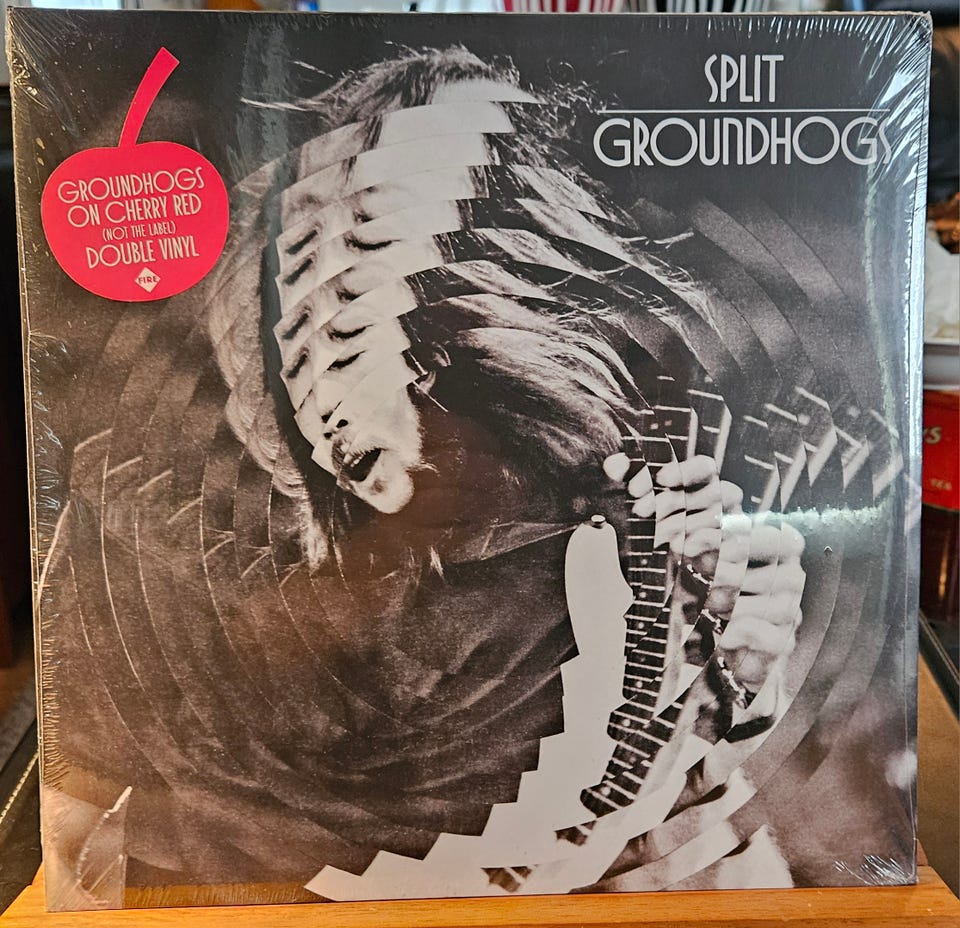 SPLIT
GROUNDHOGS
GROUNDHOGS
ON CHERRY RED
(NOT THE LABEL)
DOUBLE VINYL
FIRE